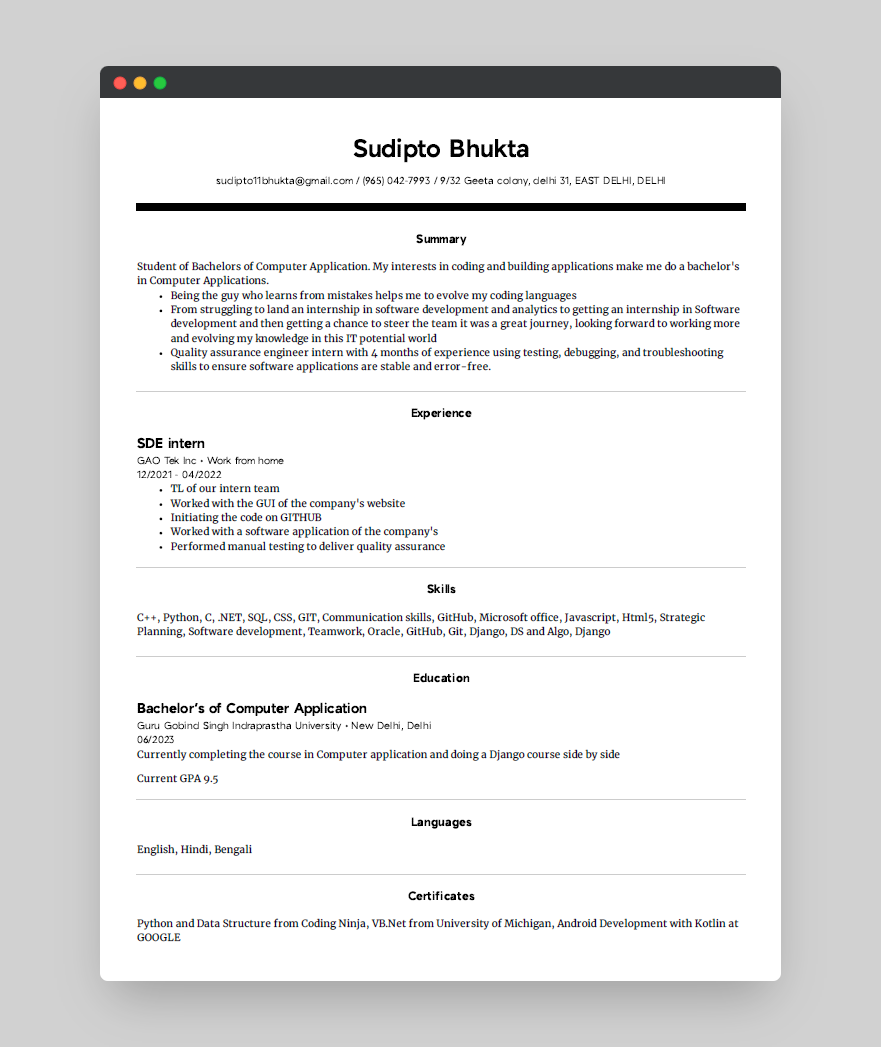 Sudipto Bhukta
sudipto11bhukta@gmail.com / (965) 042-7993 / 9/32 Geeta colony, delhi 31, EAST DELHI, DELHI
Summary
Student of Bachelors of Computer Application. My interests in coding and building applications make me do a bachelor's
in Computer Applications.
• Being the guy who learns from mistakes helps me to evolve my coding languages
• From struggling to land an internship in software development and analytics to getting an internship in Software
development and then getting a chance to steer the team it was a great journey, looking forward to working more
and evolving my knowledge in this IT potential world
• Quality assurance engineer intern with 4 months of experience using testing, debugging, and troubleshooting
skills to ensure software applications are stable and error-free.
Experience
SDE intern
GAO Tek Inc • Work from home
12/2021 - 04/2022
• TL of our intern team
• Worked with the GUI of the company's website
• Initiating the code on GITHUB
• Worked with a software application of the company's
• Performed manual testing to deliver quality assurance
Skills
C++, Python, C, .NET, SQL, CSS, GIT, Communication skills, GitHub, Microsoft office, Javascript, Html5, Strategic
Planning, Software development, Teamwork, Oracle, GitHub, Git, Django, DS and Algo, Django
Education
Bachelor's of Computer Application
Guru Gobind Singh Indraprastha University • New Delhi, Delhi
06/2023
Currently completing the course in Computer application and doing a Django course side by side
Current GPA 9.5
Languages
English, Hindi, Bengali
Certificates
Python and Data Structure from Coding Ninja, VB.Net from University of Michigan, Android Development with Kotlin at
GOOGLE